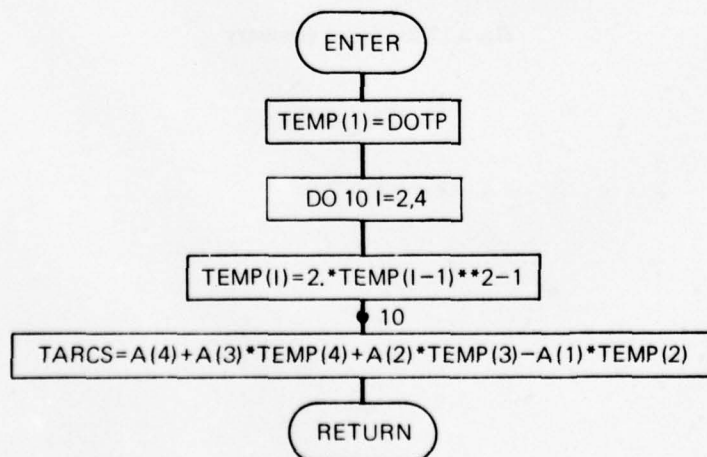 ENTER
TEMP(1)=DOTP
DO 10 I=2,4
TEMP(I)=2.*TEMP(I-1)**2-1
10
TARCS=A(4)+A(3)*TEMP(4)+A(2)*TEMP(3)-A(1)*TEMP(2)
RETURN